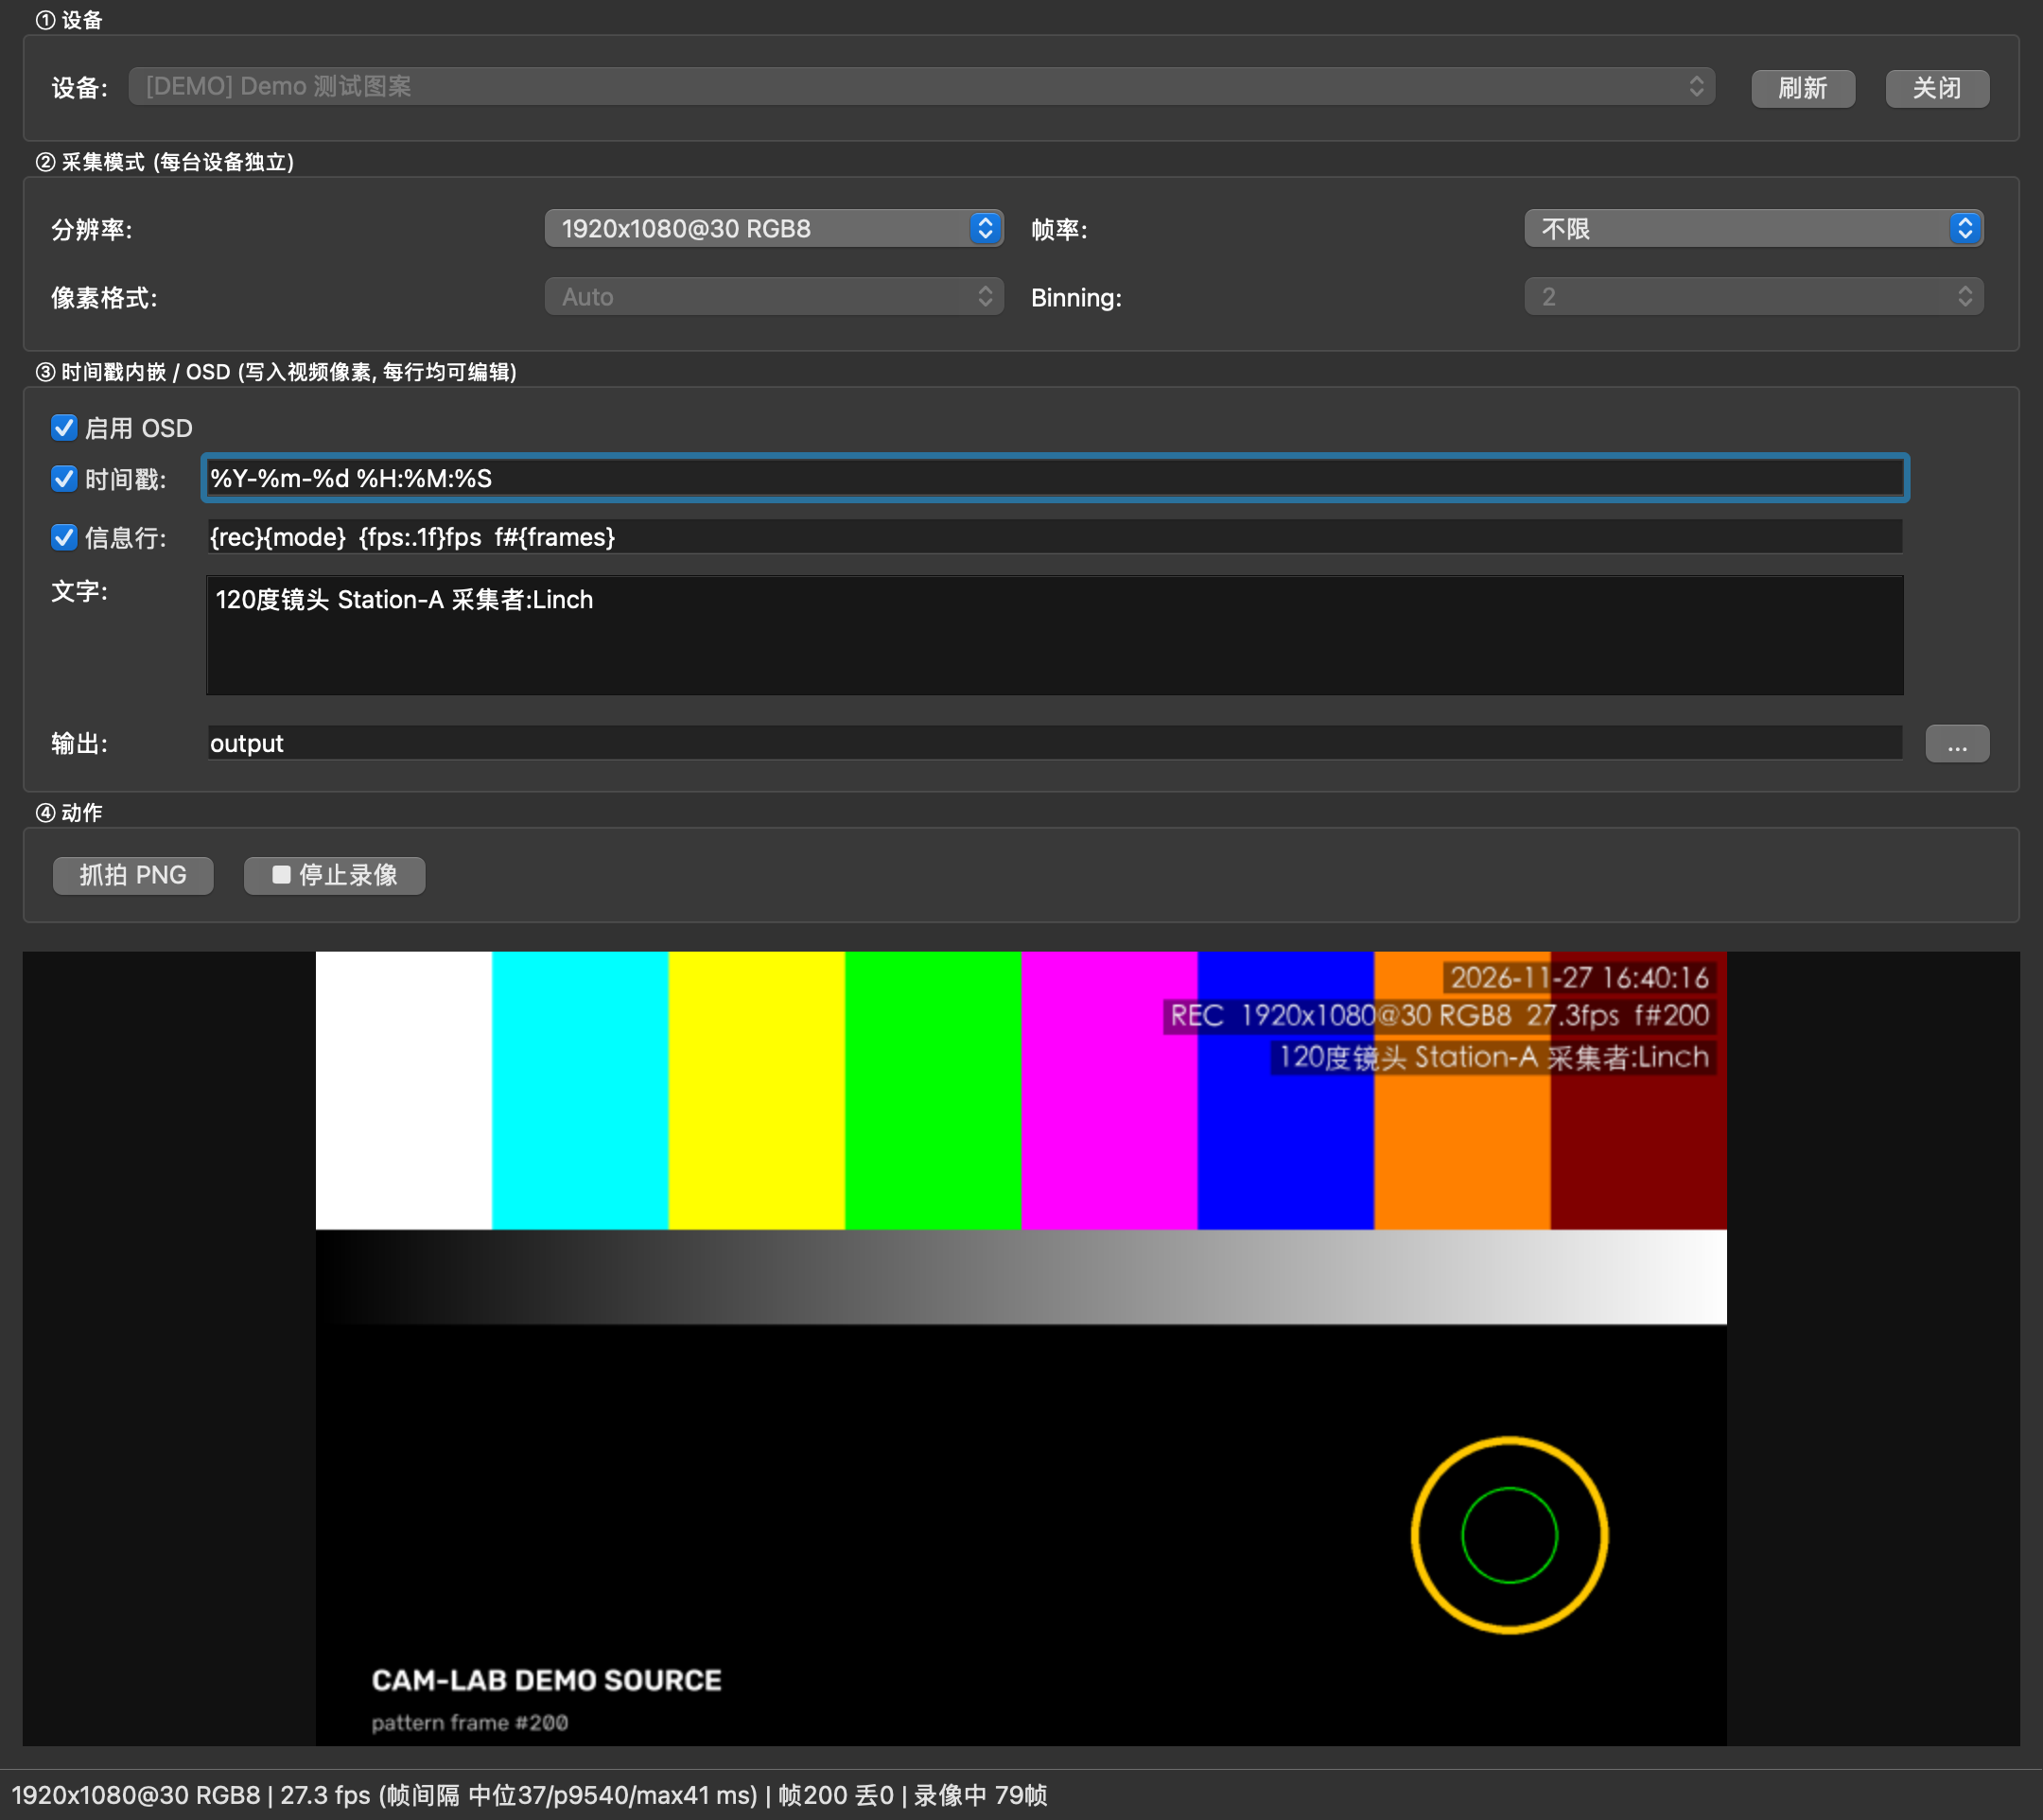 ① 设备
设备: [DEMO] Demo 测试图案 刷新 关闭
② 采集模式 (每台设备独立)
分辨率: 1920x1080@30 RGB8 帧率: 不限
像素格式: Auto Binning: 2
③ 时间戳内嵌 / OSD (写入视频像素, 每行均可编辑)
启用 OSD
时间戳: %Y-%m-%d %H:%M:%S
信息行: {rec}{mode}  {fps:.1f}fps  f#{frames}
文字: 120度镜头 Station-A 采集者:Linch
输出: output ...
④ 动作
抓拍 PNG 停止录像
2026-11-27 16:40:16
REC  1920x1080@30 RGB8  27.3fps  f#200
120度镜头 Station-A 采集者:Linch
CAM-LAB DEMO SOURCE
pattern frame #200
1920x1080@30 RGB8 | 27.3 fps (帧间隔 中位37/p9540/max41 ms) | 帧200 丢0 | 录像中 79帧